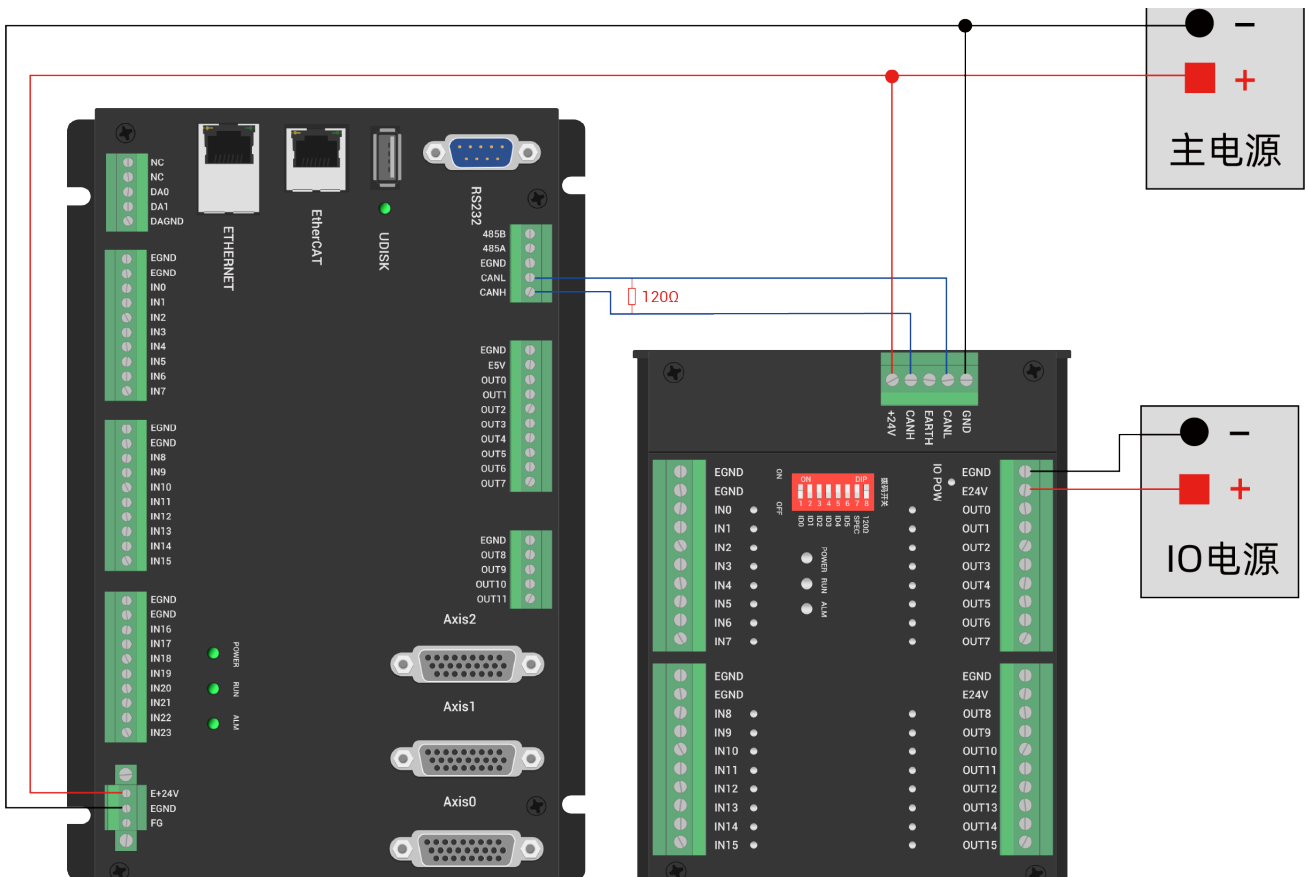 −
+
主电源
NC
NC
DA0
DA1
DAGND
ETHERNET
EtherCAT
UDISK
RS232
485B
485A
EGND
CANL
CANH
120Ω
EGND
EGND
IN0
IN1
IN2
IN3
IN4
IN5
IN6
IN7
EGND
E5V
OUT0
OUT1
OUT2
OUT3
OUT4
OUT5
OUT6
OUT7
EGND
EGND
IN8
IN9
IN10
IN11
IN12
IN13
IN14
IN15
EGND
OUT8
OUT9
OUT10
OUT11
EGND
EGND
IN16
IN17
IN18
IN19
IN20
IN21
IN22
IN23
POWER
RUN
ALM
Axis2
Axis1
Axis0
E+24V
EGND
FG
+24V
CANH
EARTH
CANL
GND
EGND
EGND
IN0
IN1
IN2
IN3
IN4
IN5
IN6
IN7
ON
OFF
ON DIP
1 2 3 4 5 6 7 8
ID0
ID1
ID2
ID3
ID4
ID5
SPEC
120Ω
拨码开关
POWER
RUN
ALM
IO POW
EGND
E24V
OUT0
OUT1
OUT2
OUT3
OUT4
OUT5
OUT6
OUT7
EGND
EGND
IN8
IN9
IN10
IN11
IN12
IN13
IN14
IN15
EGND
E24V
OUT8
OUT9
OUT10
OUT11
OUT12
OUT13
OUT14
OUT15
−
+
IO电源